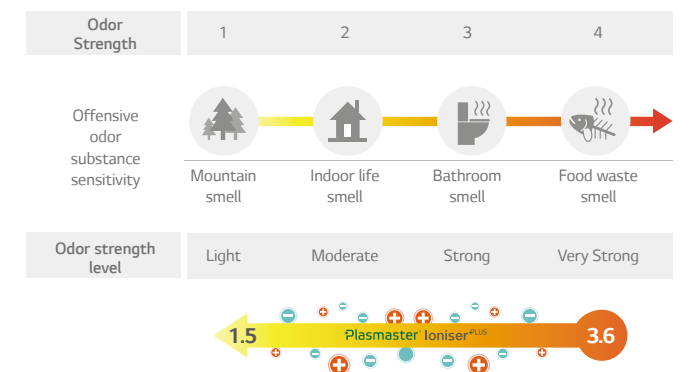 Odor
Strength
1
2
3
4
Offensive
odor
substance
sensitivity
Mountain
smell
Indoor life
smell
Bathroom
smell
Food waste
smell
Odor strength
level
Light
Moderate
Strong
Very Strong
1.5
Plasmaster Ioniser PLUS
3.6